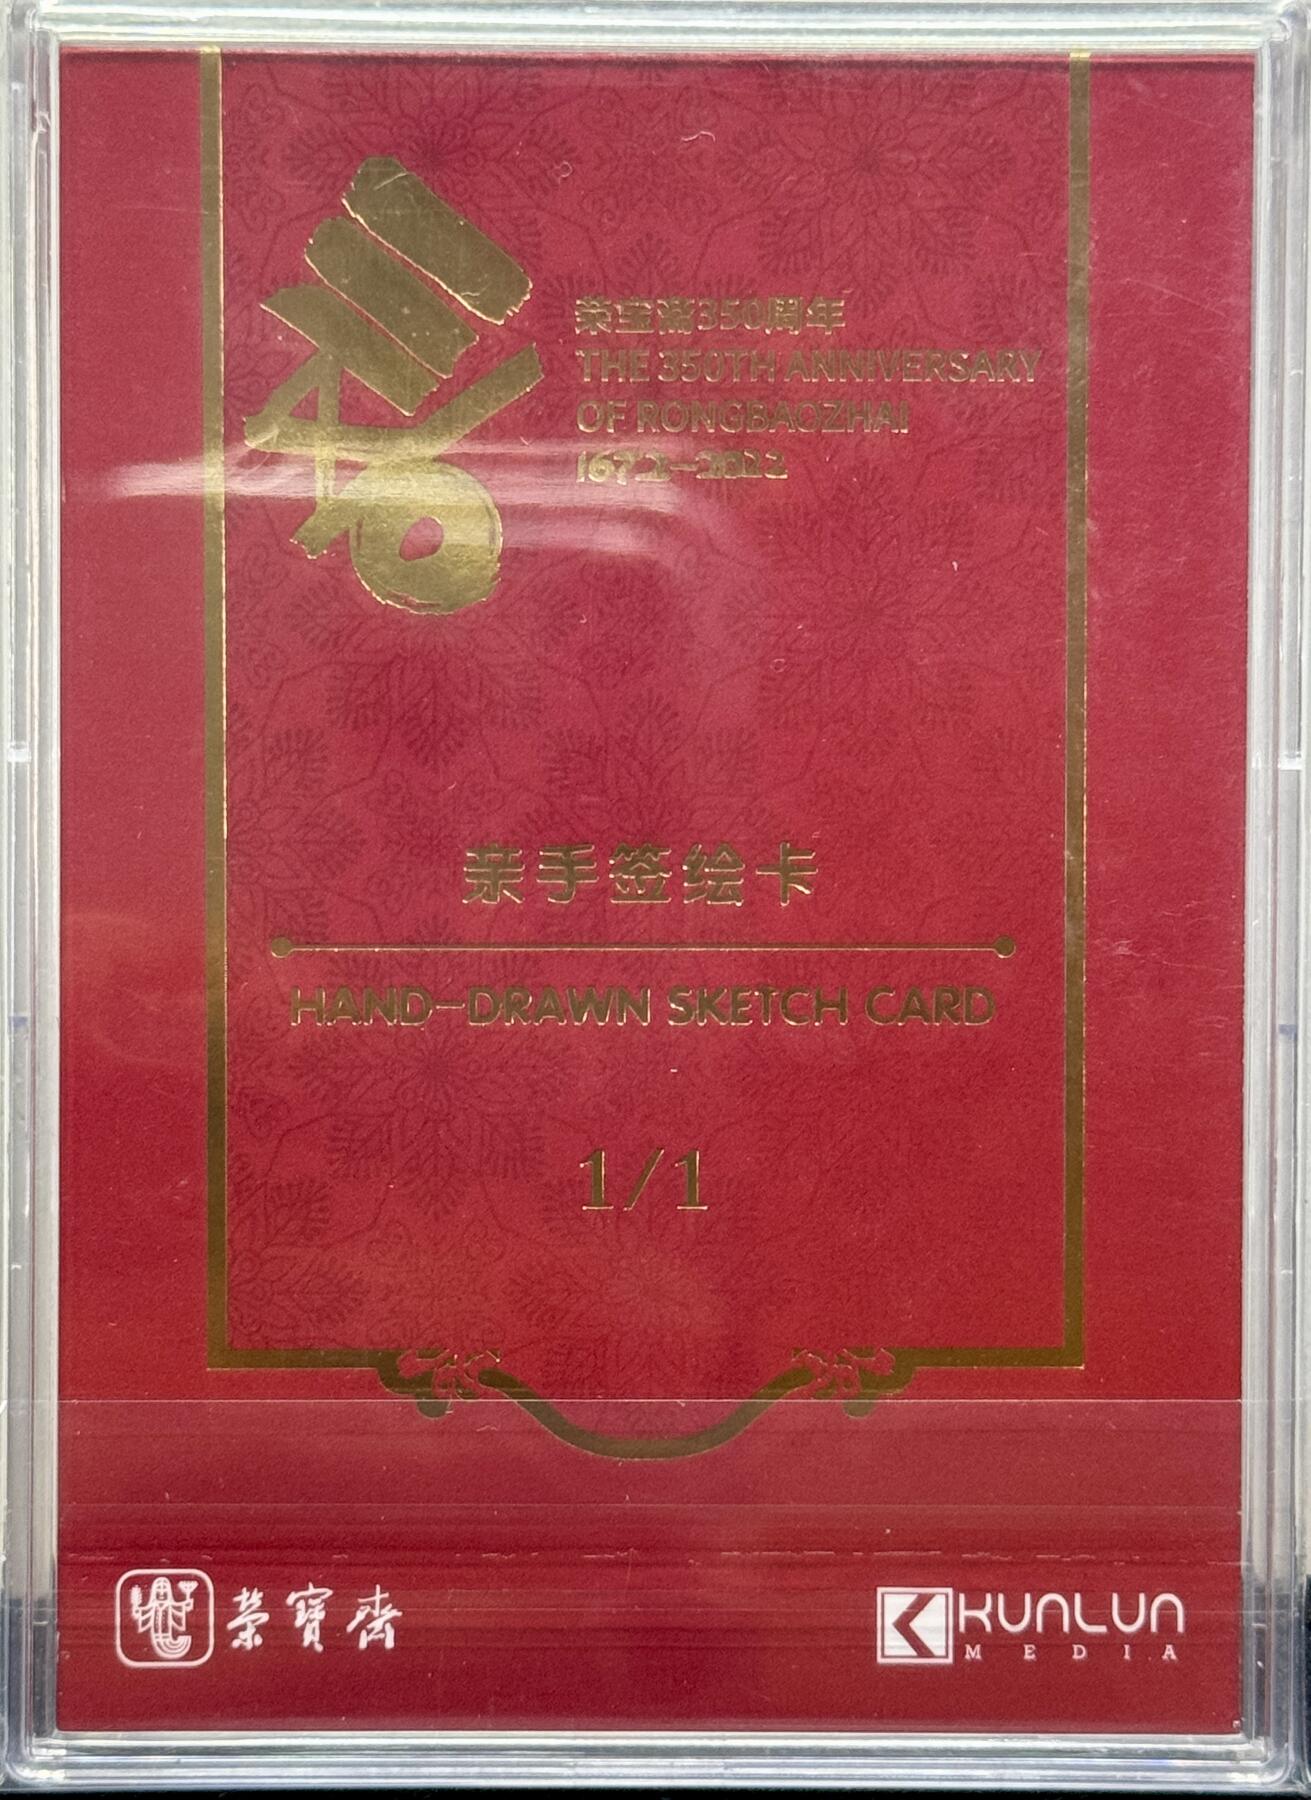 荣宝斋350周年
THE 350TH ANNIVERSARY
OF RONGBAOZHAI
1672-2022
亲手签绘卡
HAND-DRAWN SKETCH CARD
1/1
荣寶齋
KUNLUN
MEDIA